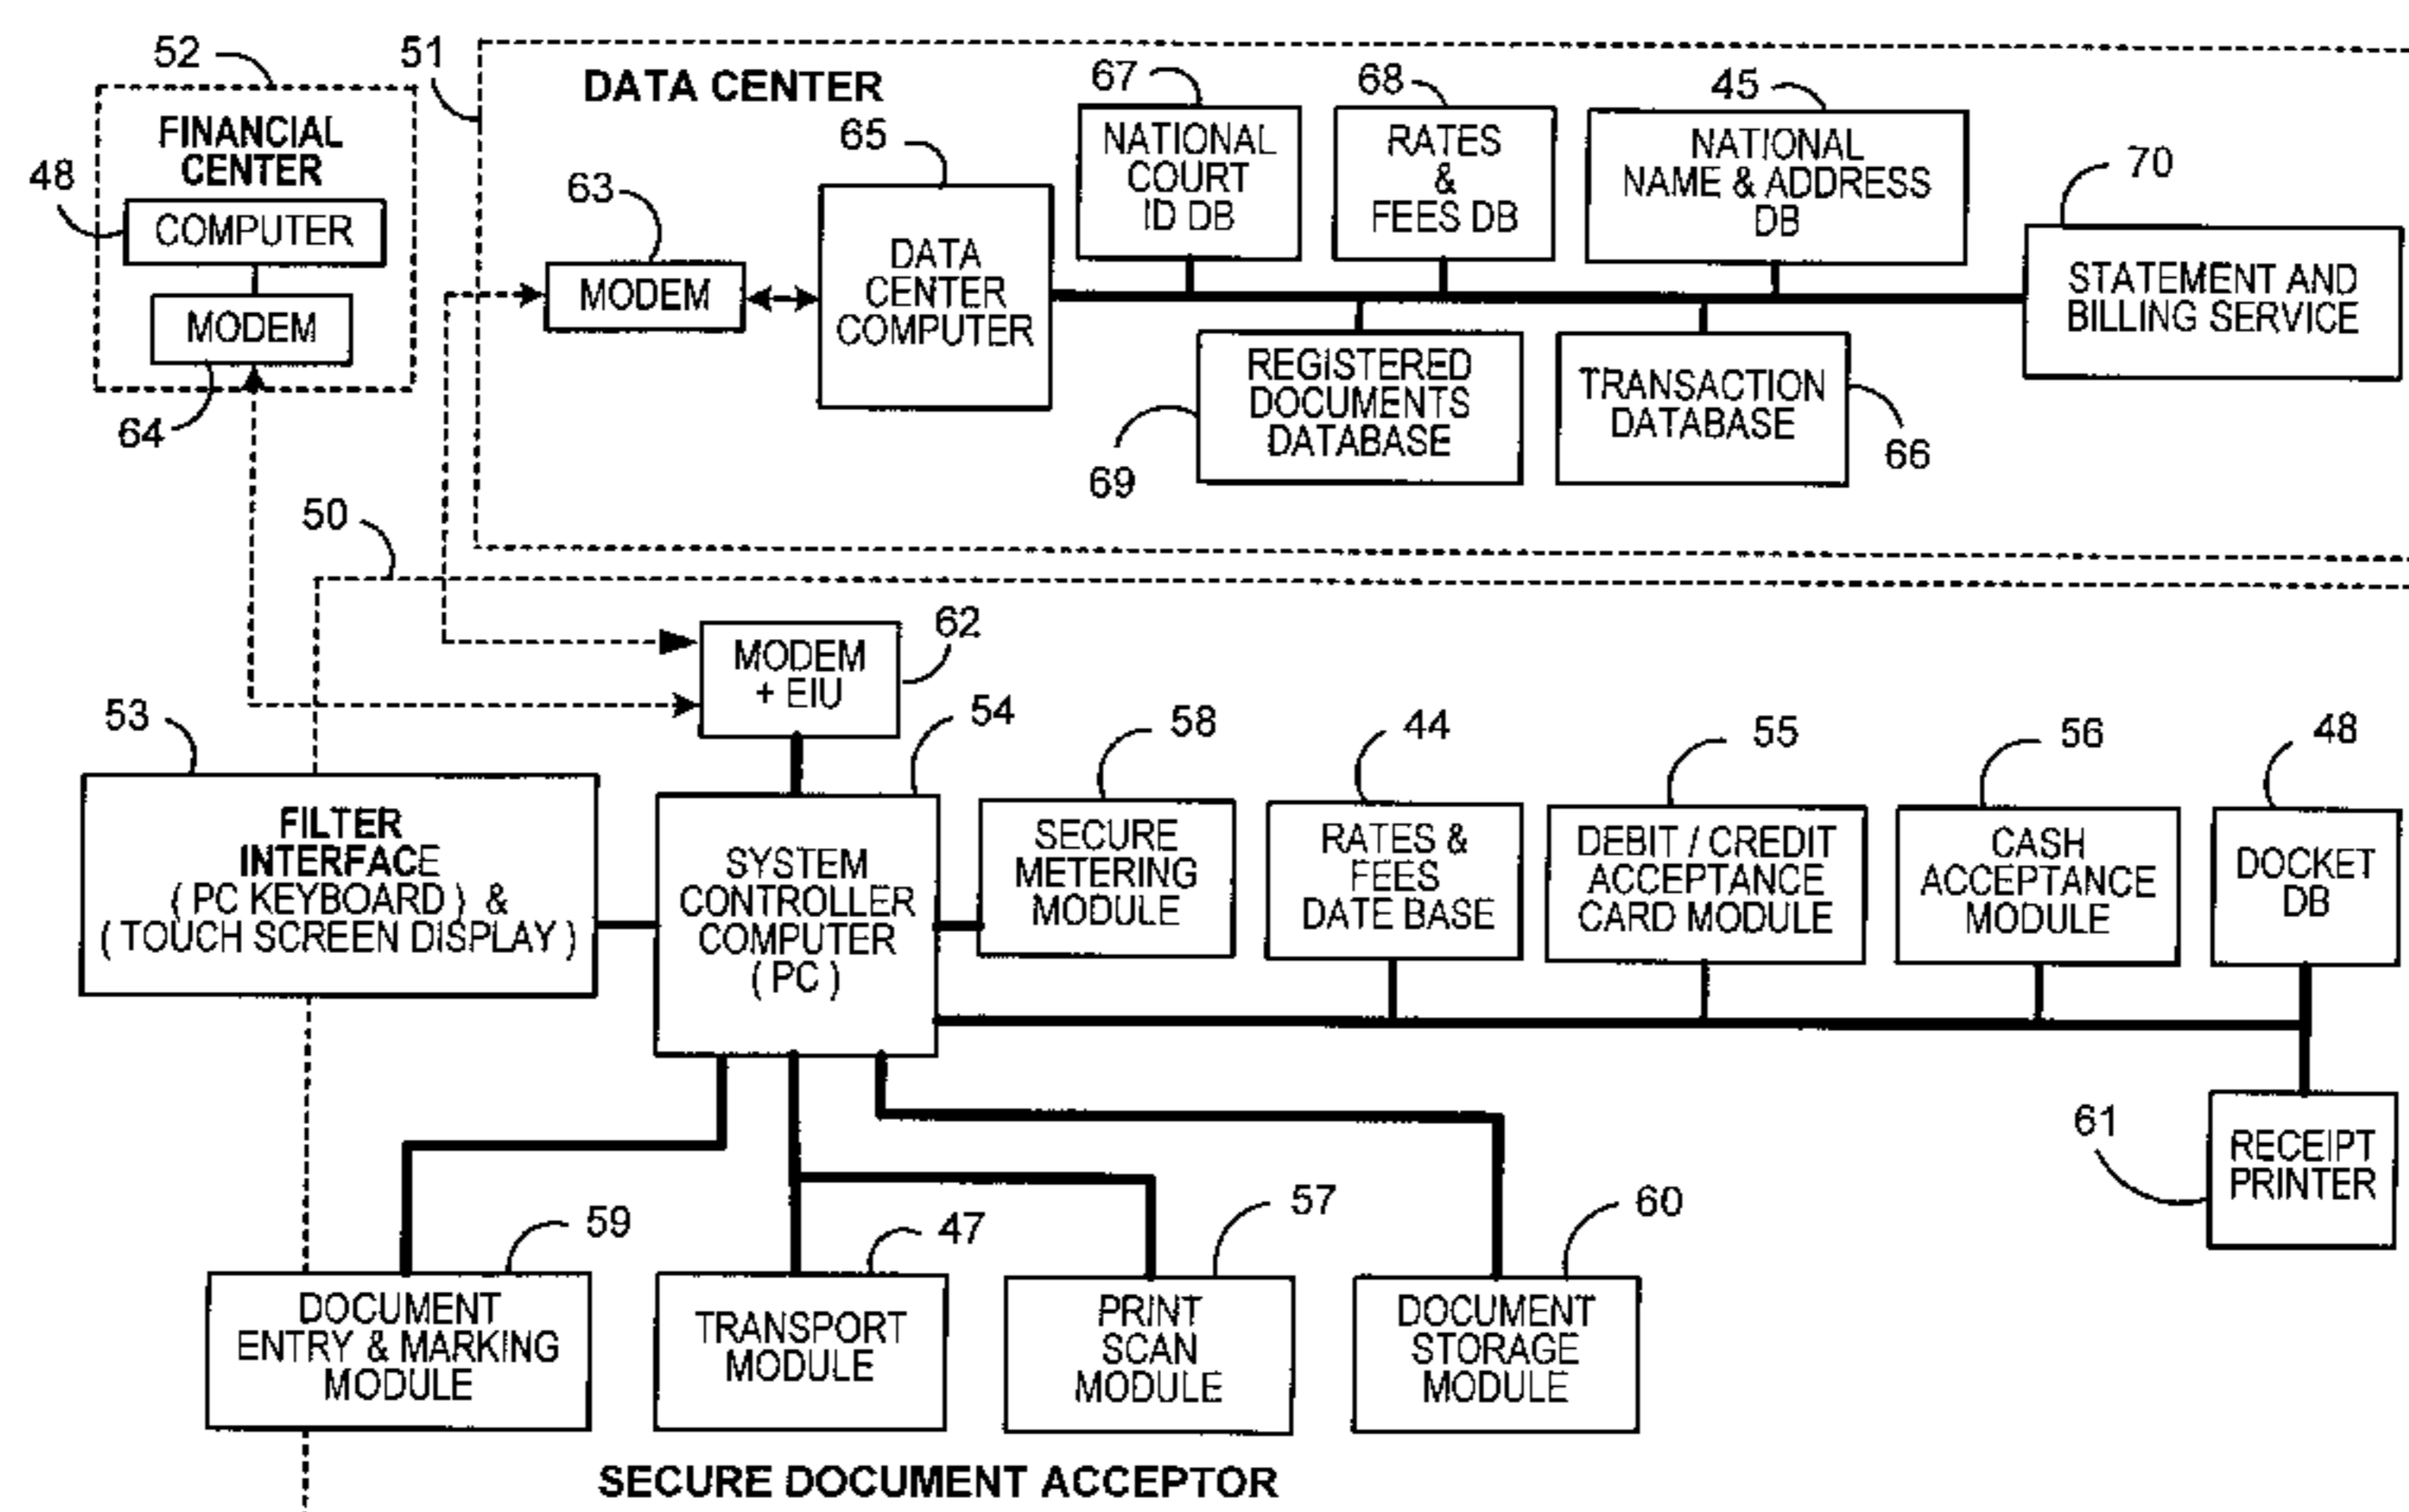 52
51
DATA CENTER
67
68
45
FINANCIAL
CENTER
48
COMPUTER
MODEM
64
63
MODEM
65
DATA
CENTER
COMPUTER
NATIONAL
COURT
ID DB
RATES
&
FEES DB
NATIONAL
NAME & ADDRESS
DB
70
STATEMENT AND
BILLING SERVICE
REGISTERED
DOCUMENTS
DATABASE
69
TRANSACTION
DATABASE
66
50
MODEM
+ EIU
62
53
FILTER
INTERFACE
( PC KEYBOARD ) &
( TOUCH SCREEN DISPLAY )
54
SYSTEM
CONTROLLER
COMPUTER
( PC )
58
SECURE
METERING
MODULE
44
RATES &
FEES
DATE BASE
55
DEBIT / CREDIT
ACCEPTANCE
CARD MODULE
56
CASH
ACCEPTANCE
MODULE
48
DOCKET
DB
61
RECEIPT
PRINTER
59
DOCUMENT
ENTRY & MARKING
MODULE
47
TRANSPORT
MODULE
57
PRINT
SCAN
MODULE
60
DOCUMENT
STORAGE
MODULE
SECURE DOCUMENT ACCEPTOR